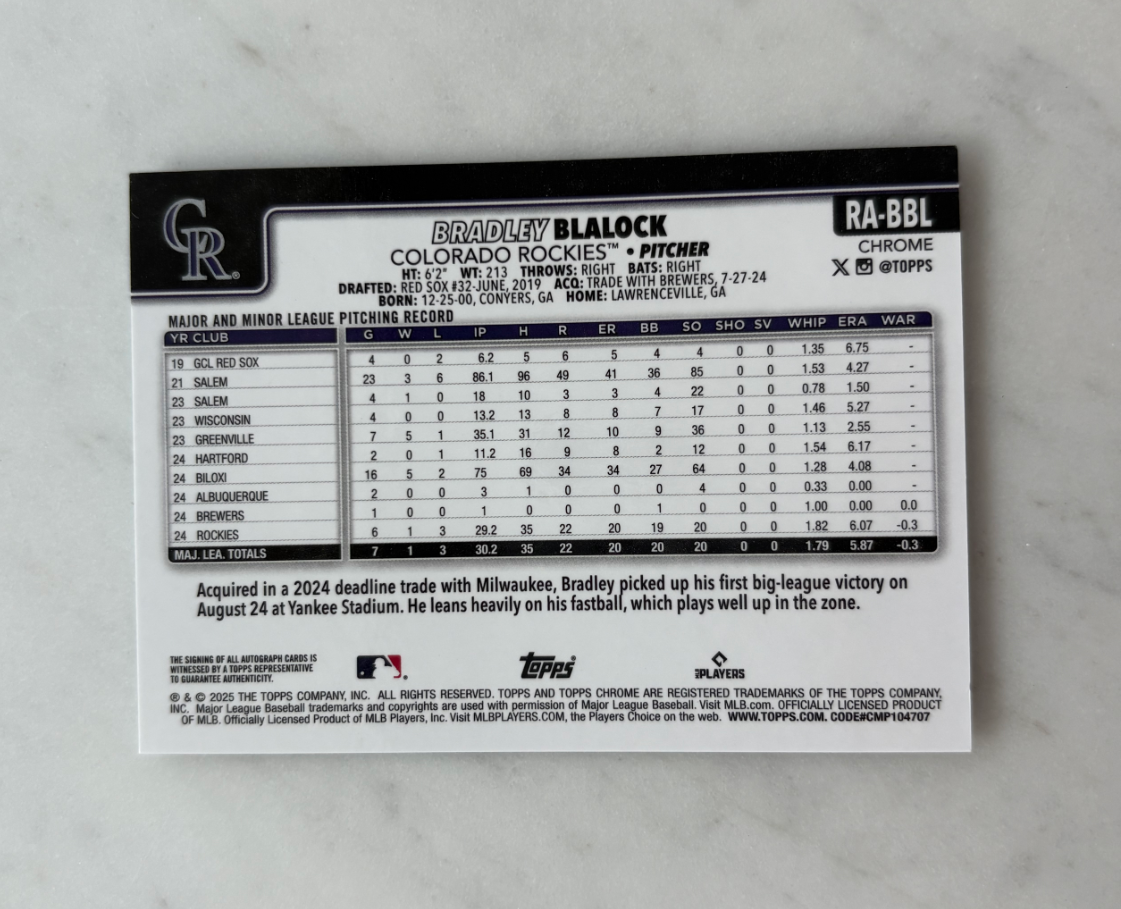 CR®
RA-BBL
BRADLEY BLALOCK
CHROME
COLORADO ROCKIES™ • PITCHER
X @TOPPS
HT: 6'2" WT: 213 THROWS: RIGHT BATS: RIGHT
DRAFTED: RED SOX #32-JUNE, 2019 ACQ: TRADE WITH BREWERS, 7-27-24
BORN: 12-25-00, CONYERS, GA HOME: LAWRENCEVILLE, GA
MAJOR AND MINOR LEAGUE PITCHING RECORD
YR CLUB G W L IP H R ER BB SO SHO SV WHIP ERA WAR
19 GCL RED SOX 4 0 2 6.2 5 6 5 4 4 0 0 1.35 6.75 -
21 SALEM 23 3 6 86.1 96 49 41 36 85 0 0 1.53 4.27 -
23 SALEM 4 1 0 18 10 3 3 4 22 0 0 0.78 1.50 -
23 WISCONSIN 4 0 0 13.2 13 8 8 7 17 0 0 1.46 5.27 -
23 GREENVILLE 7 5 1 35.1 31 12 10 9 36 0 0 1.13 2.55 -
24 HARTFORD 2 0 1 11.2 16 9 8 2 12 0 0 1.54 6.17 -
24 BILOXI 16 5 2 75 69 34 34 27 64 0 0 1.28 4.08 -
24 ALBUQUERQUE 2 0 0 3 1 0 0 0 4 0 0 0.33 0.00 -
24 BREWERS 1 0 0 1 0 0 0 1 0 0 0 1.00 0.00 0.0
24 ROCKIES 6 1 3 29.2 35 22 20 19 20 0 0 1.82 6.07 -0.3
MAJ. LEA. TOTALS 7 1 3 30.2 35 22 20 20 20 0 0 1.79 5.87 -0.3
Acquired in a 2024 deadline trade with Milwaukee, Bradley picked up his first big-league victory on
August 24 at Yankee Stadium. He leans heavily on his fastball, which plays well up in the zone.
THE SIGNING OF ALL AUTOGRAPH CARDS IS
WITNESSED BY A TOPPS REPRESENTATIVE
TO GUARANTEE AUTHENTICITY.
topps®
PLAYERS
® & © 2025 THE TOPPS COMPANY, INC. ALL RIGHTS RESERVED. TOPPS AND TOPPS CHROME ARE REGISTERED TRADEMARKS OF THE TOPPS COMPANY,
INC. Major League Baseball trademarks and copyrights are used with permission of Major League Baseball. Visit MLB.com. OFFICIALLY LICENSED PRODUCT
OF MLB. Officially Licensed Product of MLB Players, Inc. Visit MLBPLAYERS.COM, the Players Choice on the web. WWW.TOPPS.COM. CODE#CMP104707